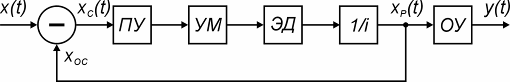 x(t) x_C(t) ПУ УМ ЭД 1/i x_P(t) ОУ y(t)
−
x_OC